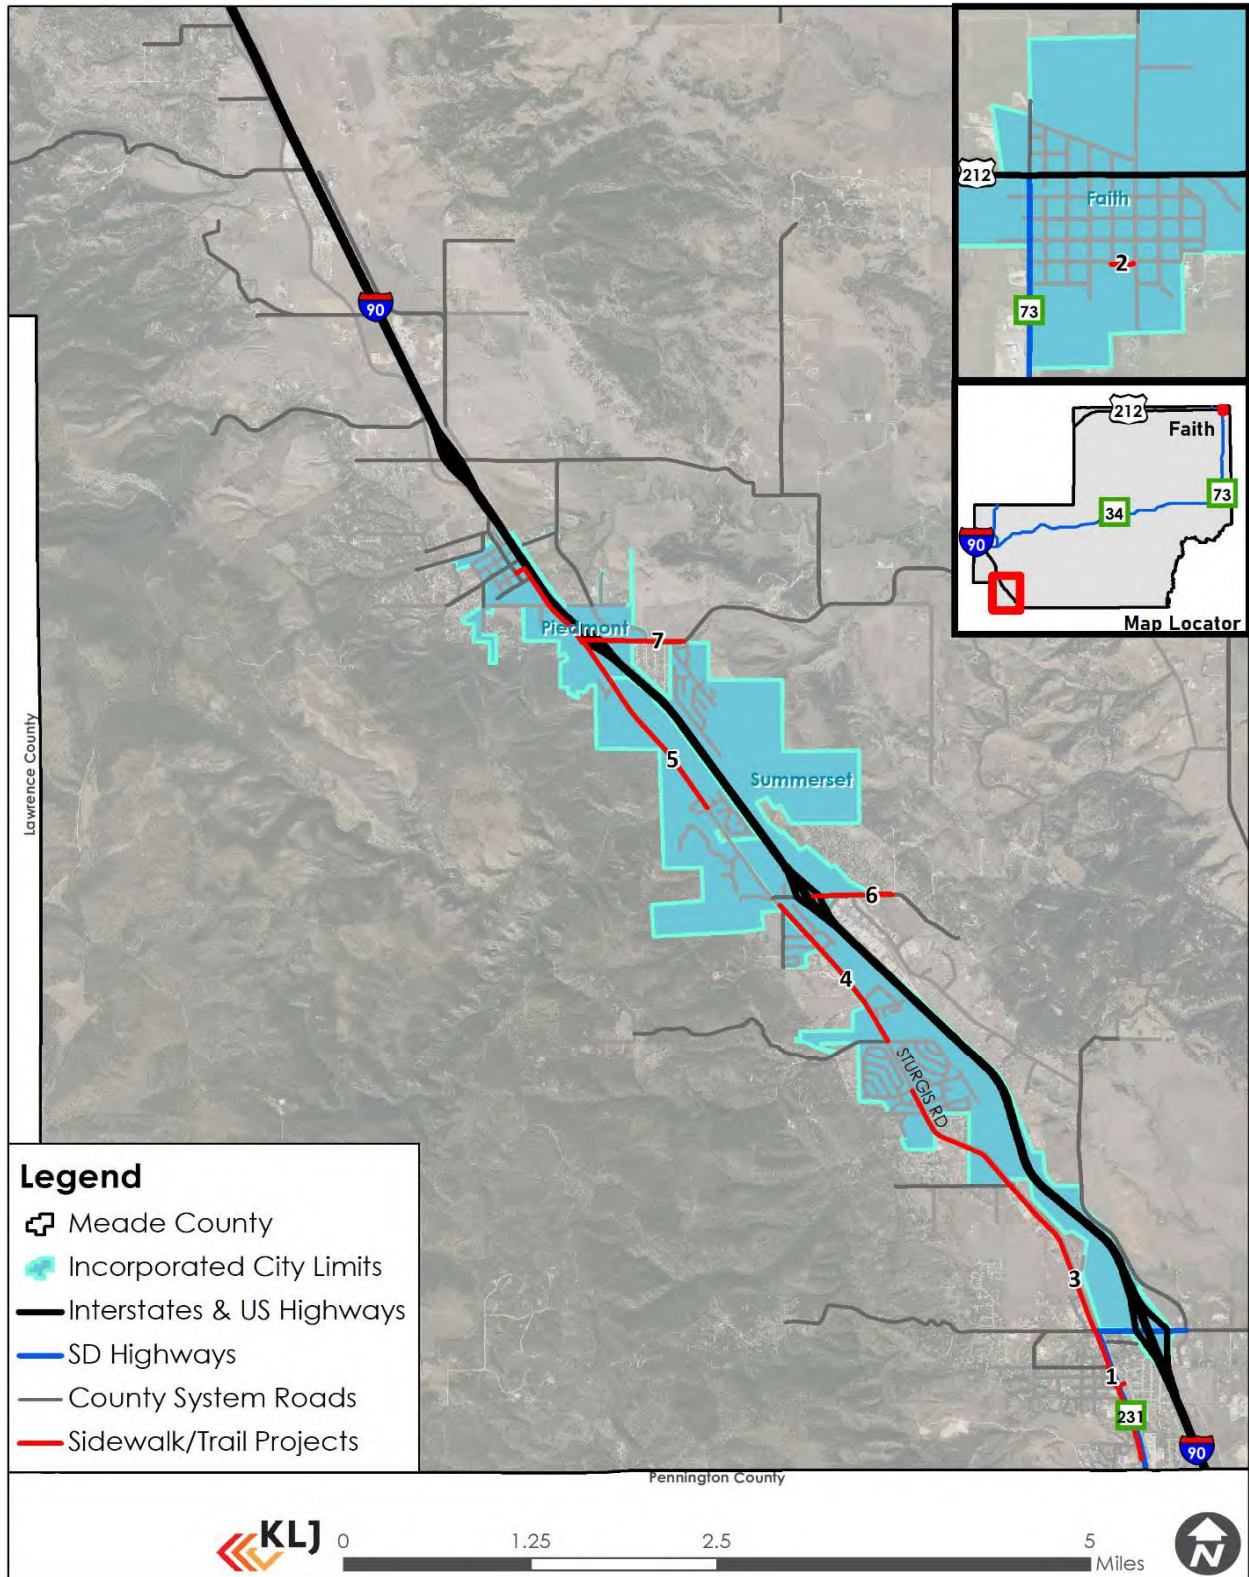 212
Faith
2
73
212
Faith
73
34
90
Map Locator
90
Piedmont
7
5
Summerset
6
4
STURGIS RD
3
1
231
90
Lawrence County
Legend
Meade County
Incorporated City Limits
Interstates & US Highways
SD Highways
County System Roads
Sidewalk/Trail Projects
Pennington County
KLJ
0 1.25 2.5 5
Miles
N